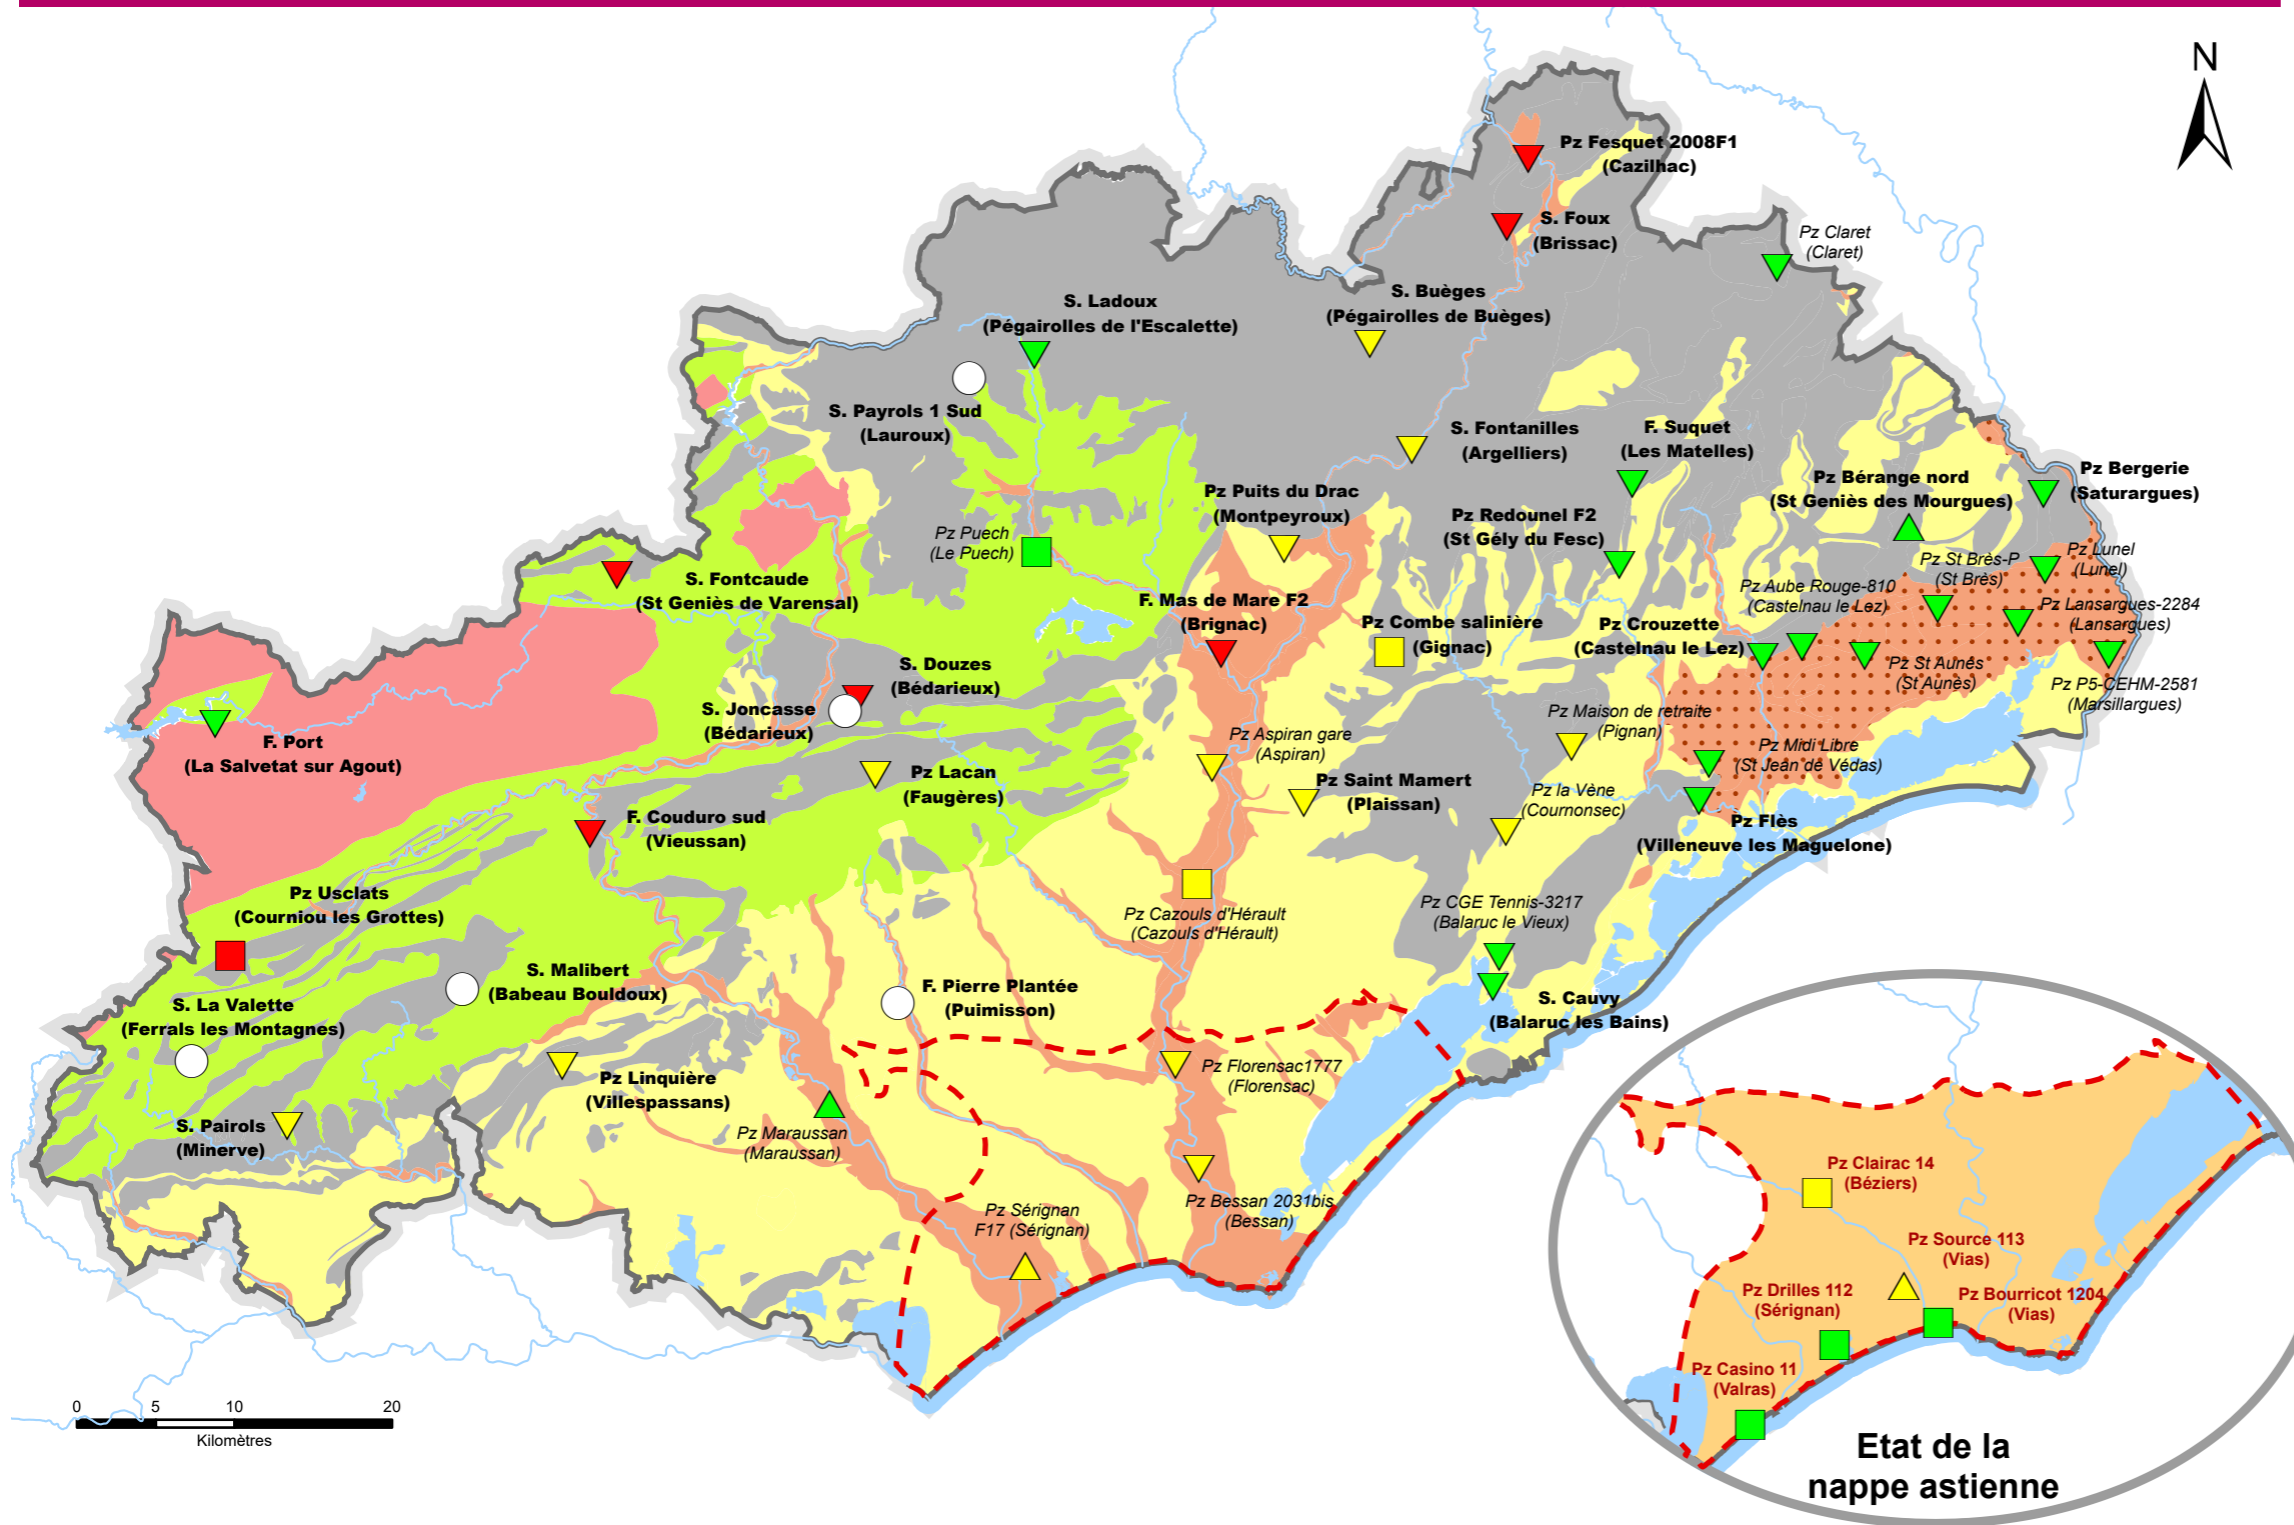 N
Pz Fesquet 2008F1
(Cazilhac)
S. Foux
(Brissac)
Pz Claret
(Claret)
S. Ladoux
(Pégairolles de l'Escalette)
S. Buèges
(Pégairolles de Buèges)
S. Payrols 1 Sud
(Lauroux)
S. Fontanilles
(Argelliers)
F. Suquet
(Les Matelles)
Pz Bérange nord
(St Geniès des Mourgues)
Pz Bergerie
(Saturargues)
Pz Puits du Drac
(Montpeyroux)
Pz Redounel F2
(St Gély du Fesc)
Pz Puech
(Le Puech)
Pz St Brès-P
(St Brès)
Pz Lunel
(Lunel)
S. Fontcaude
(St Geniès de Varensal)
Pz Aube Rouge-810
(Castelnau le Lez)
F. Mas de Mare F2
(Brignac)
Pz Combe salinière
(Gignac)
Pz Crouzette
(Castelnau le Lez)
Pz Lansargues-2284
(Lansargues)
S. Douzes
(Bédarieux)
Pz St Aunés
(St Aunès)
Pz P5-CEHM-2581
(Marsillargues)
S. Joncasse
(Bédarieux)
Pz Maison de retraite
(Pignan)
F. Port
(La Salvetat sur Agout)
Pz Aspiran gare
(Aspiran)
Pz Midi Libre
(St Jean de Védas)
Pz Lacan
(Faugères)
Pz Saint Mamert
(Plaissan)
Pz la Vène
(Cournonsec)
F. Couduro sud
(Vieussan)
Pz Flès
(Villeneuve les Maguelone)
Pz Usclats
(Courniou les Grottes)
Pz Cazouls d'Hérault
(Cazouls d'Hérault)
Pz CGE Tennis-3217
(Balaruc le Vieux)
S. Malibert
(Babeau Bouldoux)
F. Pierre Plantée
(Puimisson)
S. La Valette
(Ferrals les Montagnes)
S. Cauvy
(Balaruc les Bains)
Pz Linquière
(Villespassans)
Pz Florensac1777
(Florensac)
S. Pairols
(Minerve)
Pz Maraussan
(Maraussan)
Pz Sérignan
F17 (Sérignan)
Pz Bessan 2031bis
(Bessan)
Pz Clairac 14
(Béziers)
Pz Source 113
(Vias)
Pz Drilles 112
(Sérignan)
Pz Bourricot 1204
(Vias)
Pz Casino 11
(Valras)
0 5 10 20
Kilomètres
Etat de la
nappe astienne